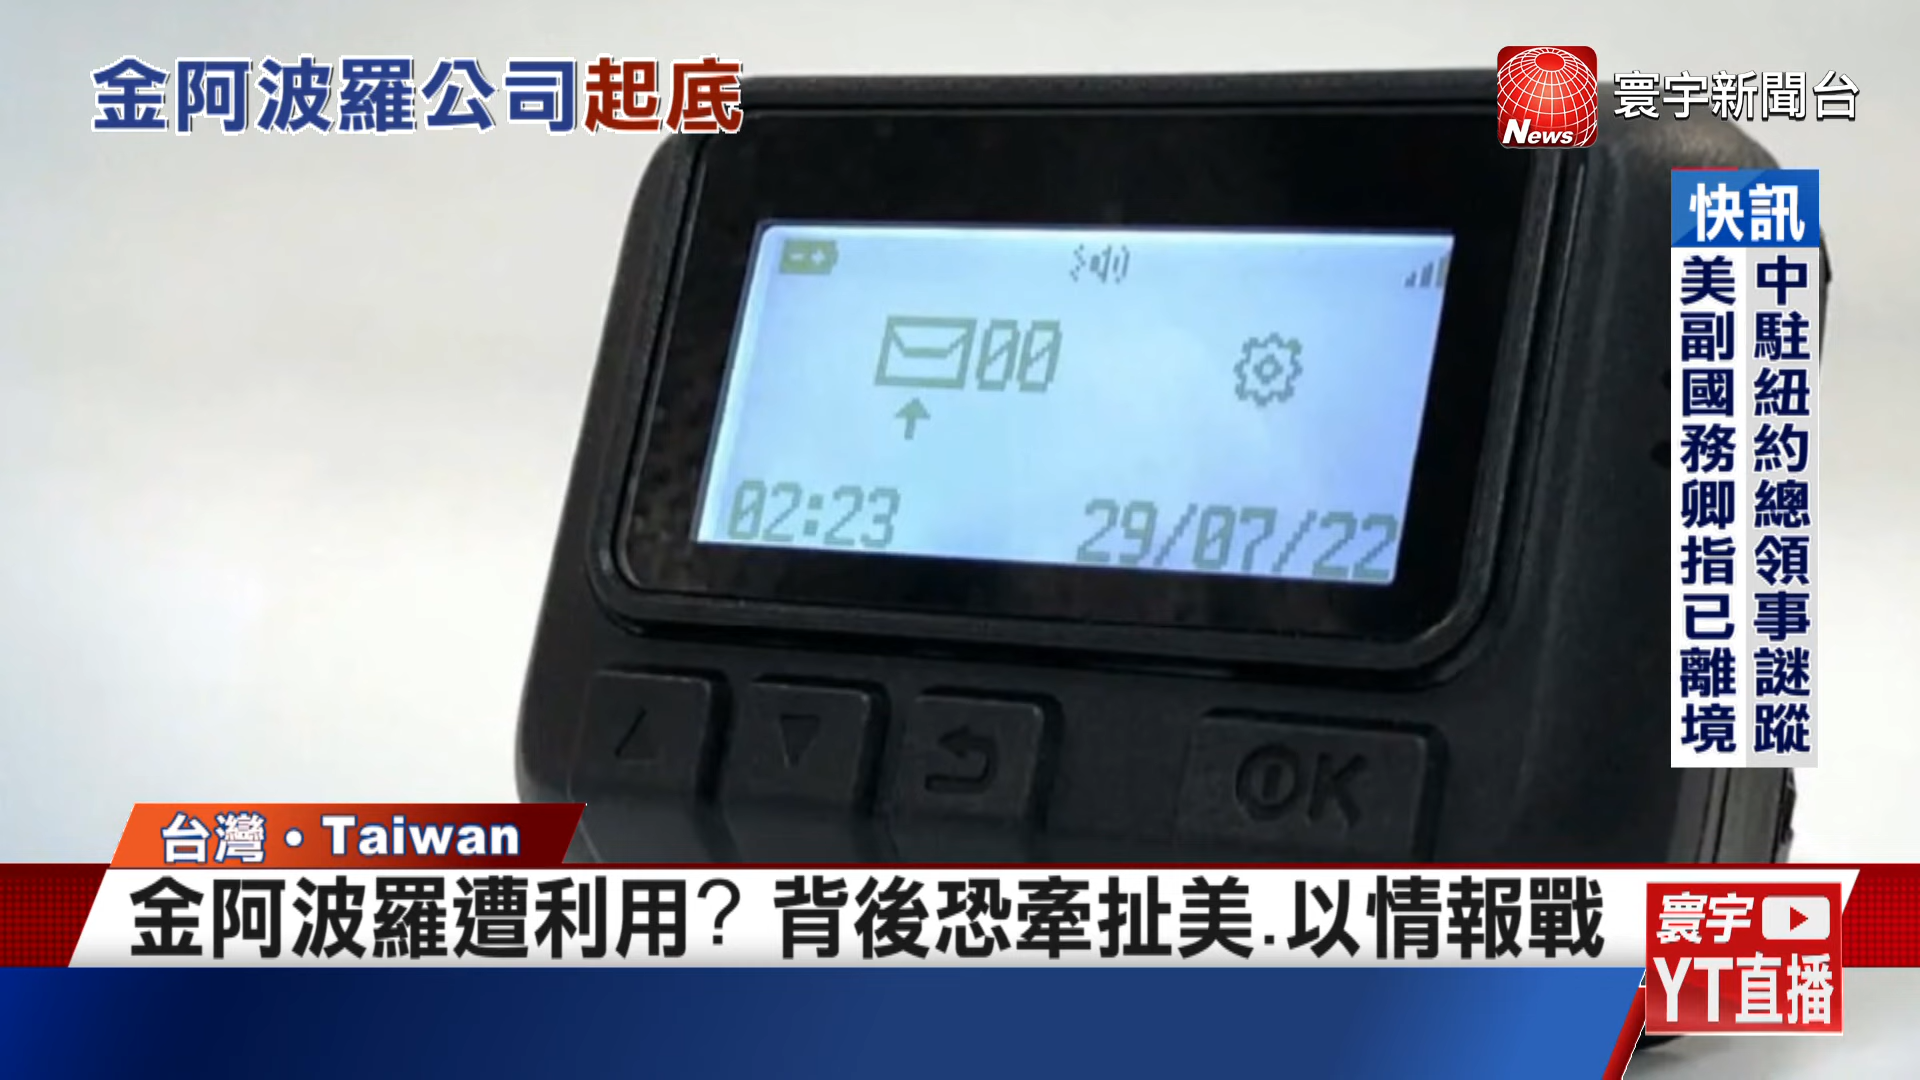 金阿波羅公司起底
News
寰宇新聞台
快訊
中駐紐約總領事謎蹤
美副國務卿指已離境
00
02:23
29/07/22
OK
台灣・Taiwan
金阿波羅遭利用? 背後恐牽扯美.以情報戰
寰宇
YT直播